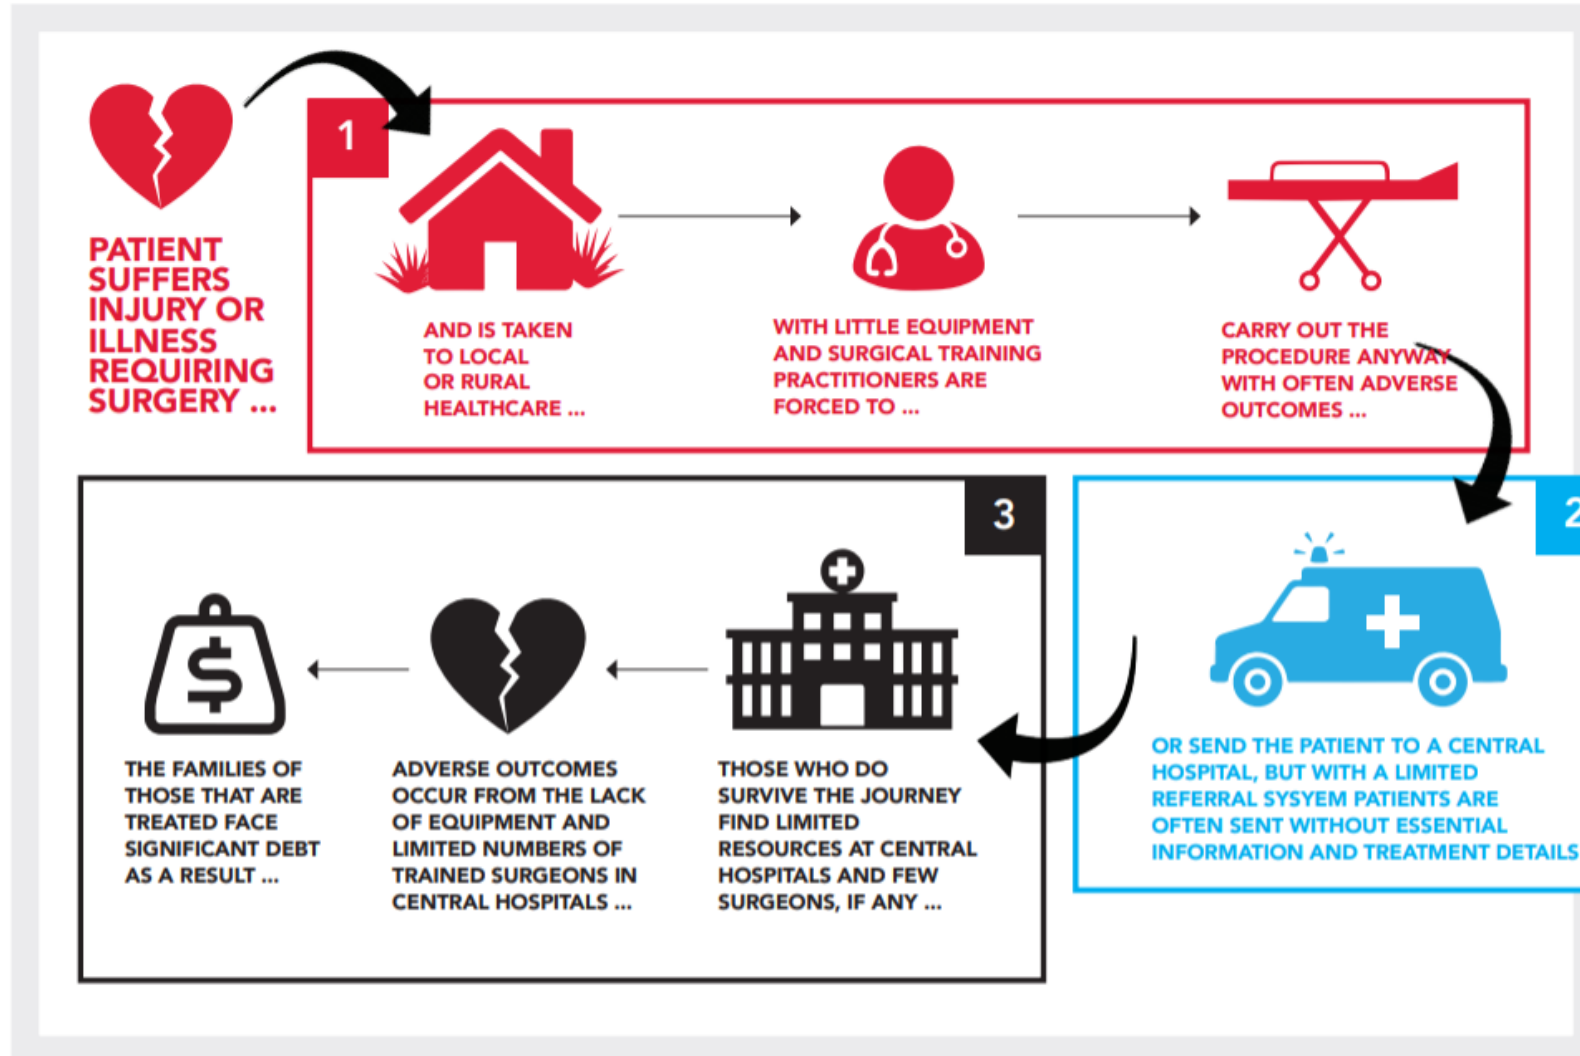 PATIENT
SUFFERS
INJURY OR
ILLNESS
REQUIRING
SURGERY ...
1
AND IS TAKEN
TO LOCAL
OR RURAL
HEALTHCARE ...
WITH LITTLE EQUIPMENT
AND SURGICAL TRAINING
PRACTITIONERS ARE
FORCED TO ...
CARRY OUT THE
PROCEDURE ANYWAY
WITH OFTEN ADVERSE
OUTCOMES ...
2
OR SEND THE PATIENT TO A CENTRAL
HOSPITAL, BUT WITH A LIMITED
REFERRAL SYSYEM PATIENTS ARE
OFTEN SENT WITHOUT ESSENTIAL
INFORMATION AND TREATMENT DETAILS
3
THOSE WHO DO
SURVIVE THE JOURNEY
FIND LIMITED
RESOURCES AT CENTRAL
HOSPITALS AND FEW
SURGEONS, IF ANY ...
ADVERSE OUTCOMES
OCCUR FROM THE LACK
OF EQUIPMENT AND
LIMITED NUMBERS OF
TRAINED SURGEONS IN
CENTRAL HOSPITALS ...
$
THE FAMILIES OF
THOSE THAT ARE
TREATED FACE
SIGNIFICANT DEBT
AS A RESULT ...